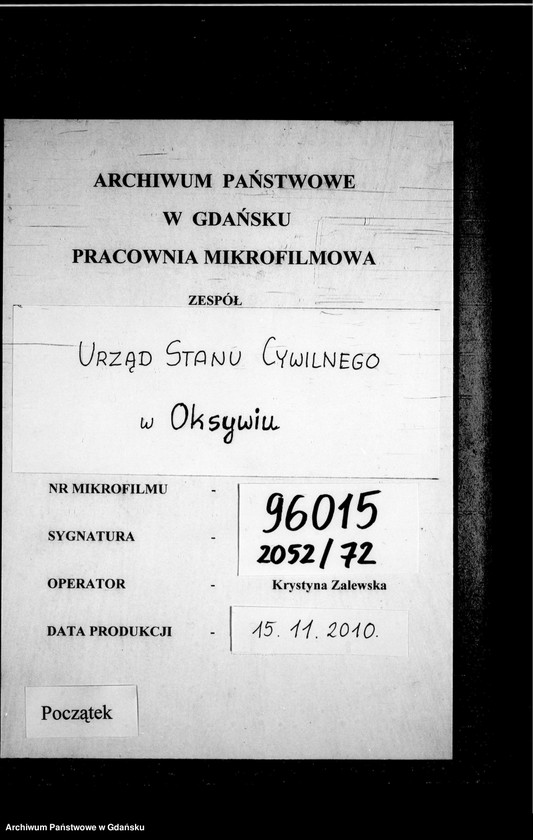 ARCHIWUM PAŃSTWOWE
W GDAŃSKU
PRACOWNIA MIKROFILMOWA
ZESPÓŁ
URZĄD STANU CYWILNEGO
w Oksywiu
NR MIKROFILMU - 96015
SYGNATURA - 2052/72
OPERATOR - Krystyna Zalewska
DATA PRODUKCJI - 15.11.2010.
Początek
Archiwum Państwowe w Gdańsku